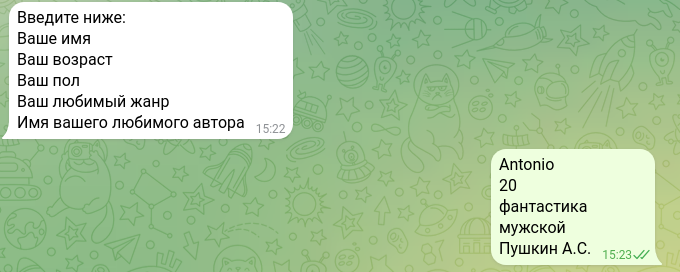 Введите ниже:
Ваше имя
Ваш возраст
Ваш пол
Ваш любимый жанр
Имя вашего любимого автора
15:22
Antonio
20
фантастика
мужской
Пушкин А.С.
15:23